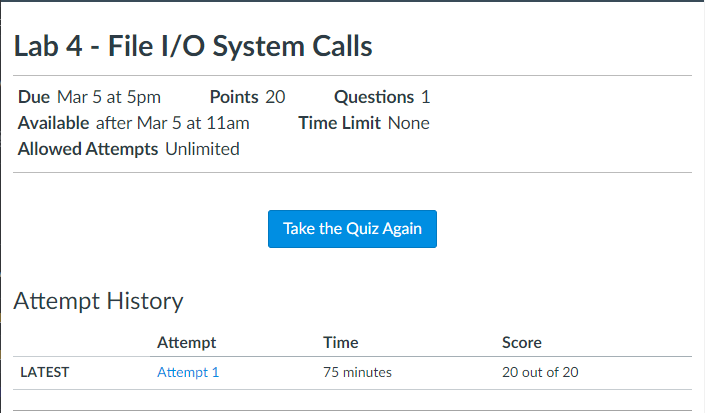 Lab 4 - File I/O System Calls
Due Mar 5 at 5pm Points 20 Questions 1
Available after Mar 5 at 11am Time Limit None
Allowed Attempts Unlimited
Take the Quiz Again
Attempt History
Attempt Time Score
LATEST Attempt 1 75 minutes 20 out of 20